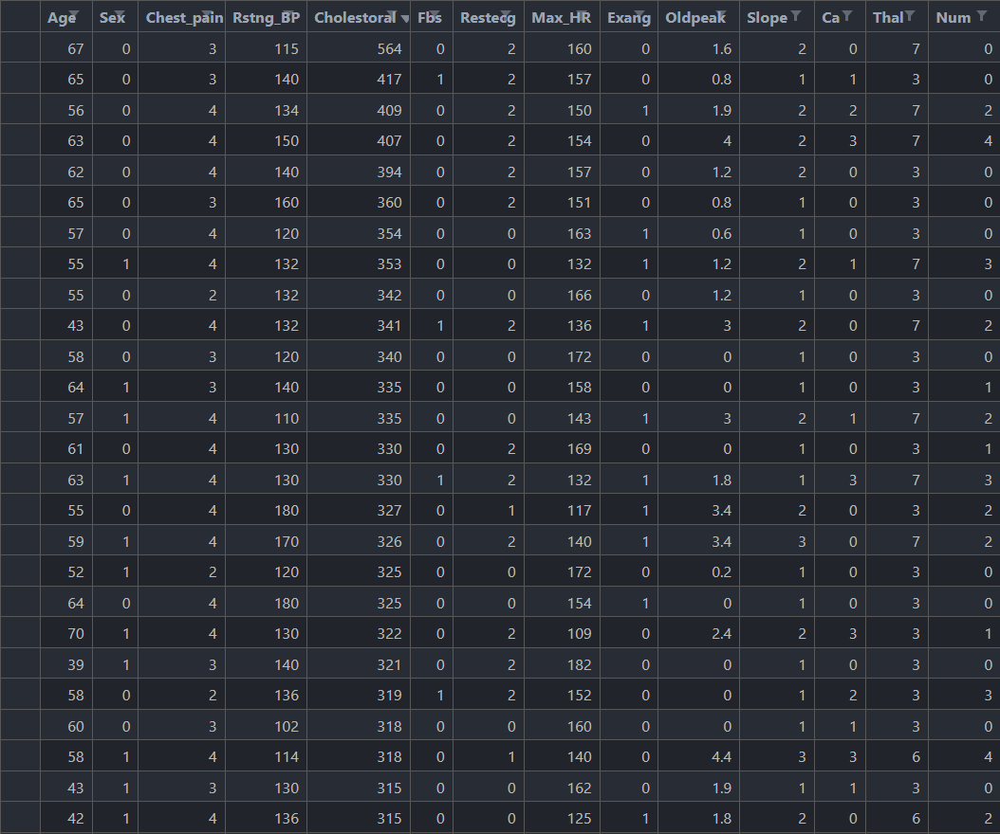 Age Sex Chest_pain Rstng_BP Cholestoral Fbs Restecg Max_HR Exang Oldpeak Slope Ca Thal Num
67 0 3 115 564 0 2 160 0 1.6 2 0 7 0
65 0 3 140 417 1 2 157 0 0.8 1 1 3 0
56 0 4 134 409 0 2 150 1 1.9 2 2 7 2
63 0 4 150 407 0 2 154 0 4 2 3 7 4
62 0 4 140 394 0 2 157 0 1.2 2 0 3 0
65 0 3 160 360 0 2 151 0 0.8 1 0 3 0
57 0 4 120 354 0 0 163 1 0.6 1 0 3 0
55 1 4 132 353 0 0 132 1 1.2 2 1 7 3
55 0 2 132 342 0 0 166 0 1.2 1 0 3 0
43 0 4 132 341 1 2 136 1 3 2 0 7 2
58 0 3 120 340 0 0 172 0 0 1 0 3 0
64 1 3 140 335 0 0 158 0 0 1 0 3 1
57 1 4 110 335 0 0 143 1 3 2 1 7 2
61 0 4 130 330 0 2 169 0 0 1 0 3 1
63 1 4 130 330 1 2 132 1 1.8 1 3 7 3
55 0 4 180 327 0 1 117 1 3.4 2 0 3 2
59 1 4 170 326 0 2 140 1 3.4 3 0 7 2
52 1 2 120 325 0 0 172 0 0.2 1 0 3 0
64 0 4 180 325 0 0 154 1 0 1 0 3 0
70 1 4 130 322 0 2 109 0 2.4 2 3 3 1
39 1 3 140 321 0 2 182 0 0 1 0 3 0
58 0 2 136 319 1 2 152 0 0 1 2 3 3
60 0 3 102 318 0 0 160 0 0 1 1 3 0
58 1 4 114 318 0 1 140 0 4.4 3 3 6 4
43 1 3 130 315 0 0 162 0 1.9 1 1 3 0
42 1 4 136 315 0 0 125 1 1.8 2 0 6 2